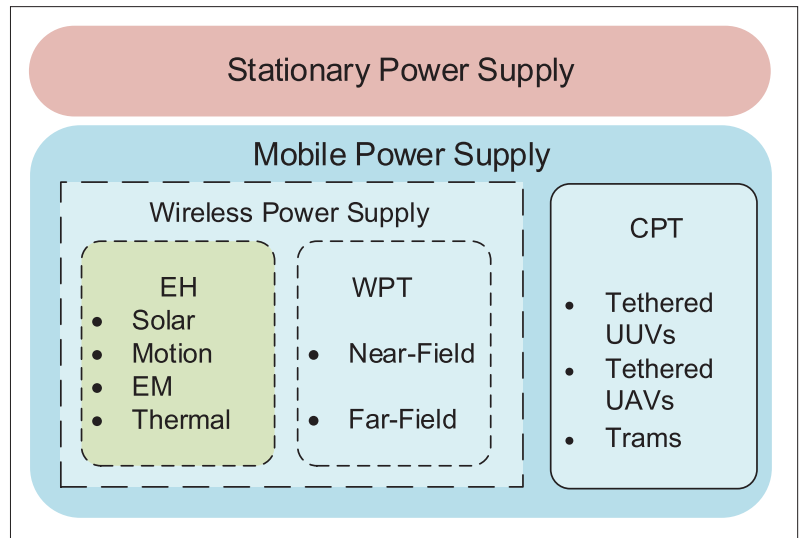 Stationary Power Supply
Mobile Power Supply
Wireless Power Supply
EH
• Solar
• Motion
• EM
• Thermal
WPT
• Near-Field
• Far-Field
CPT
• Tethered
UUVs
• Tethered
UAVs
• Trams